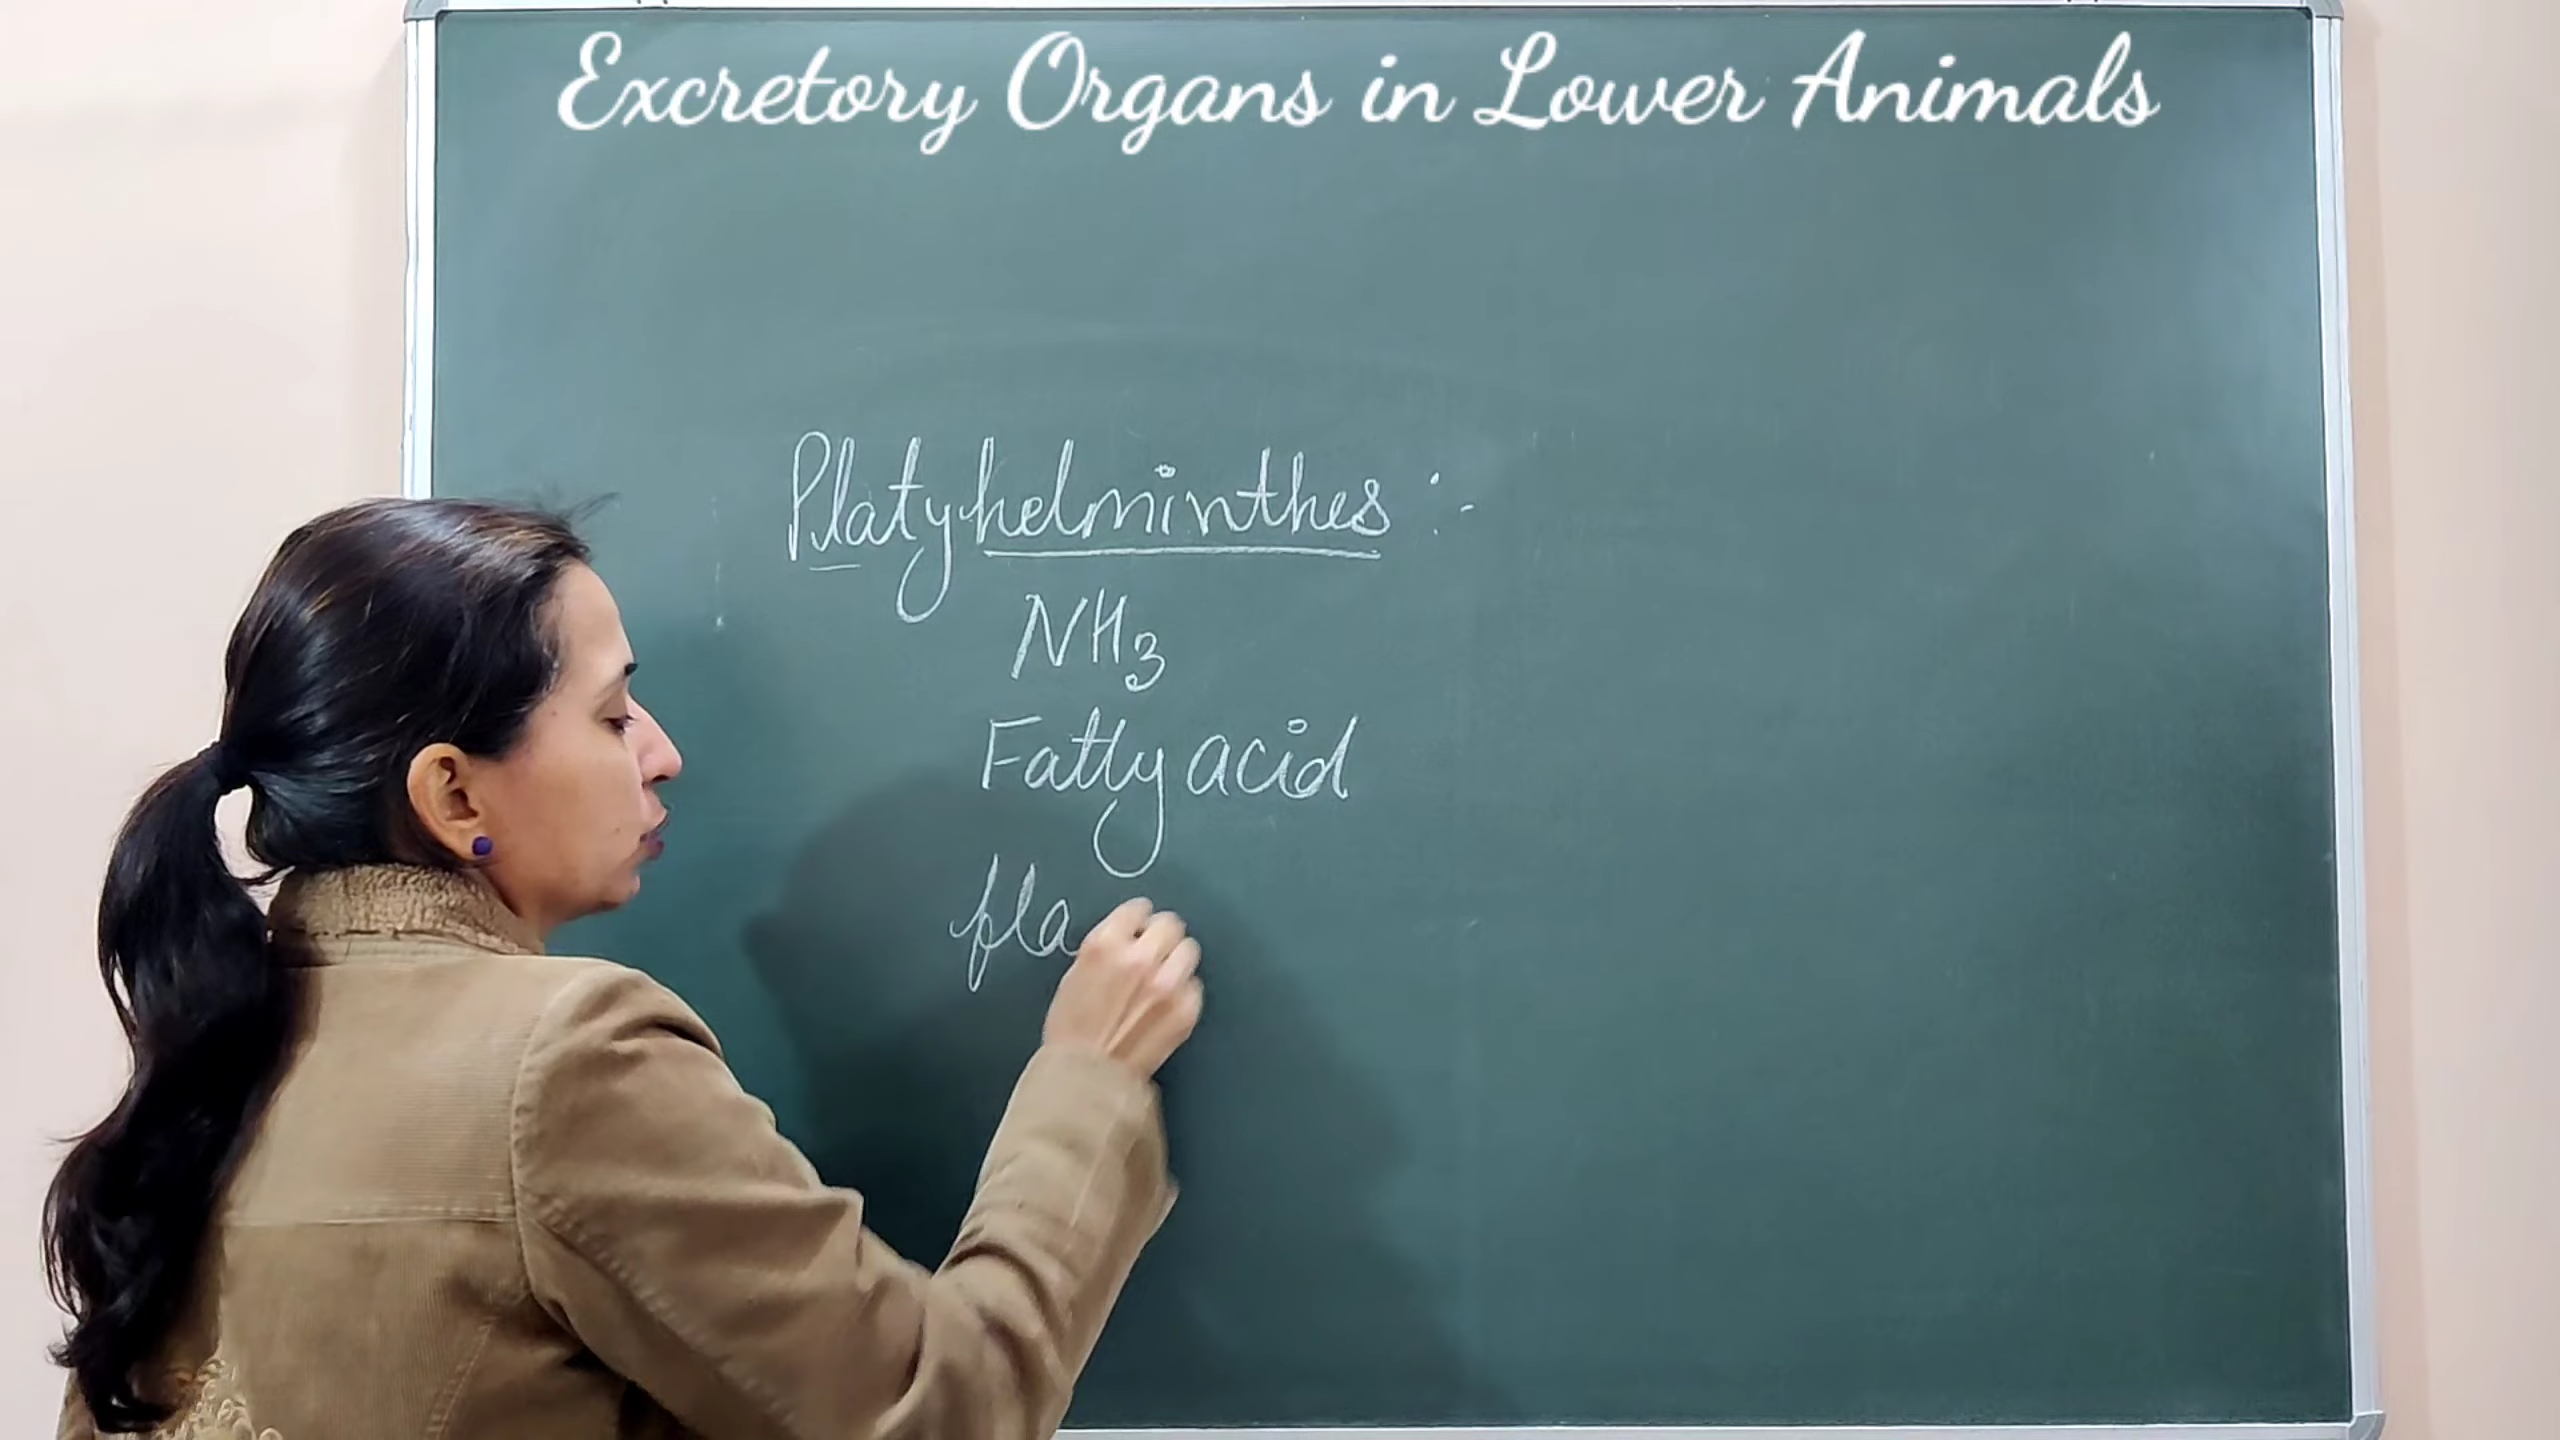 Excretory Organs in Lower Animals
Platyhelminthes :-
NH3
Fatty acid
fla